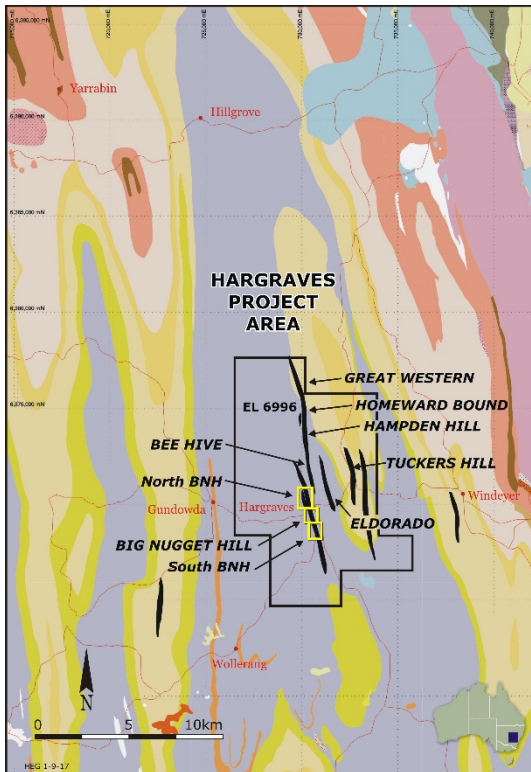 Yarrabin
Hillgrove
HARGRAVES
PROJECT
AREA
GREAT WESTERN
EL 6996
HOMEWARD BOUND
HAMPDEN HILL
BEE HIVE
TUCKERS HILL
North BNH
Windeyer
Hargraves
Gundowda
ELDORADO
BIG NUGGET HILL
South BNH
Wollerang
N
0 5 10km
HEG 1-9-17